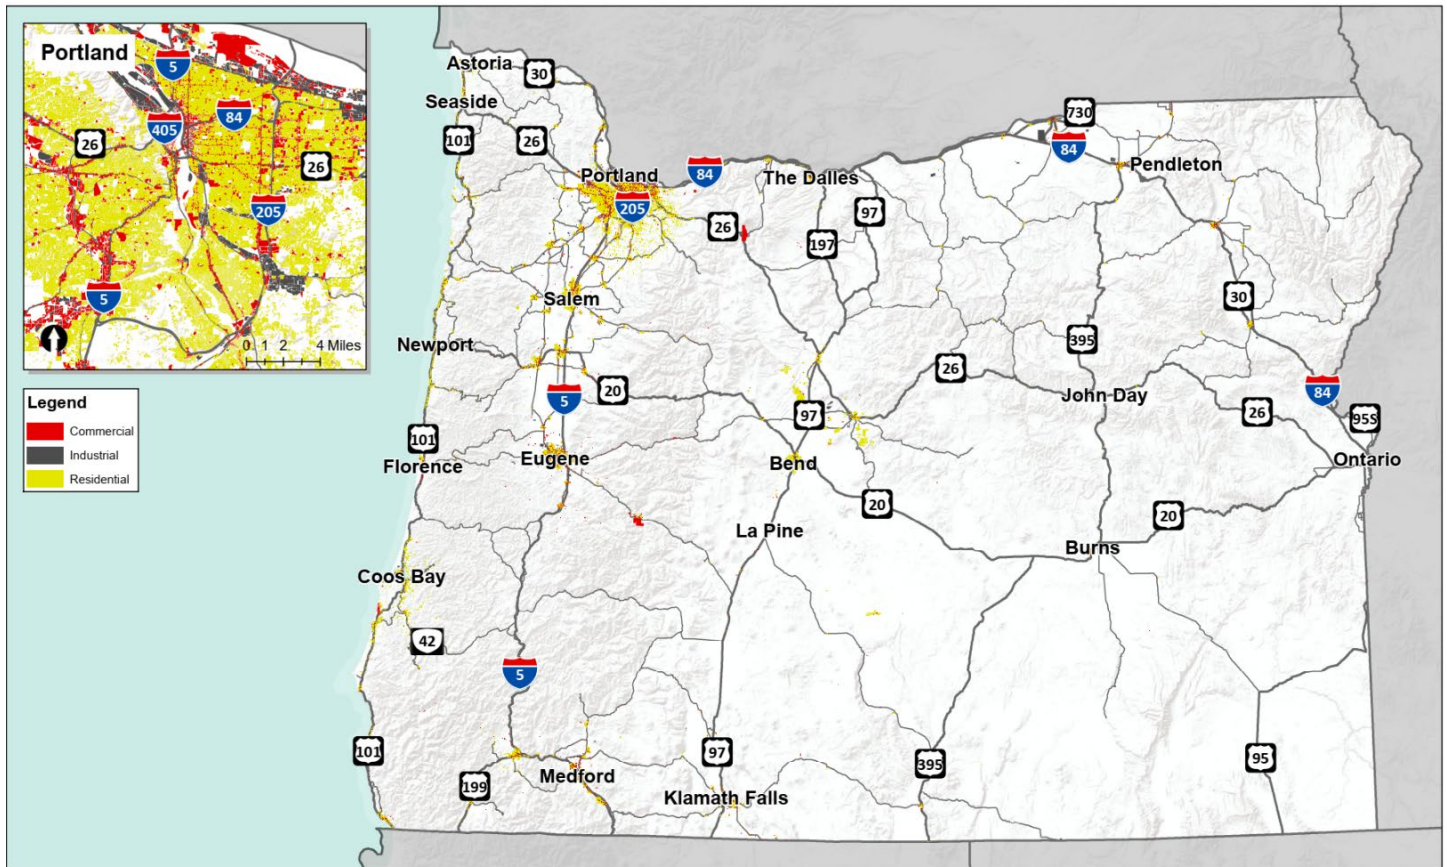 Portland
5
84
405
26
26
205
5
0 1 2 4 Miles
Legend
Commercial
Industrial
Residential
Astoria
30
Seaside
101
26
730
84
Pendleton
Portland
84
The Dalles
205
26
97
197
30
Salem
Newport
395
26
20
5
97
John Day
84
26
95S
101
Florence
Eugene
Bend
Ontario
20
20
La Pine
Burns
Coos Bay
42
5
101
97
395
95
199
Medford
Klamath Falls